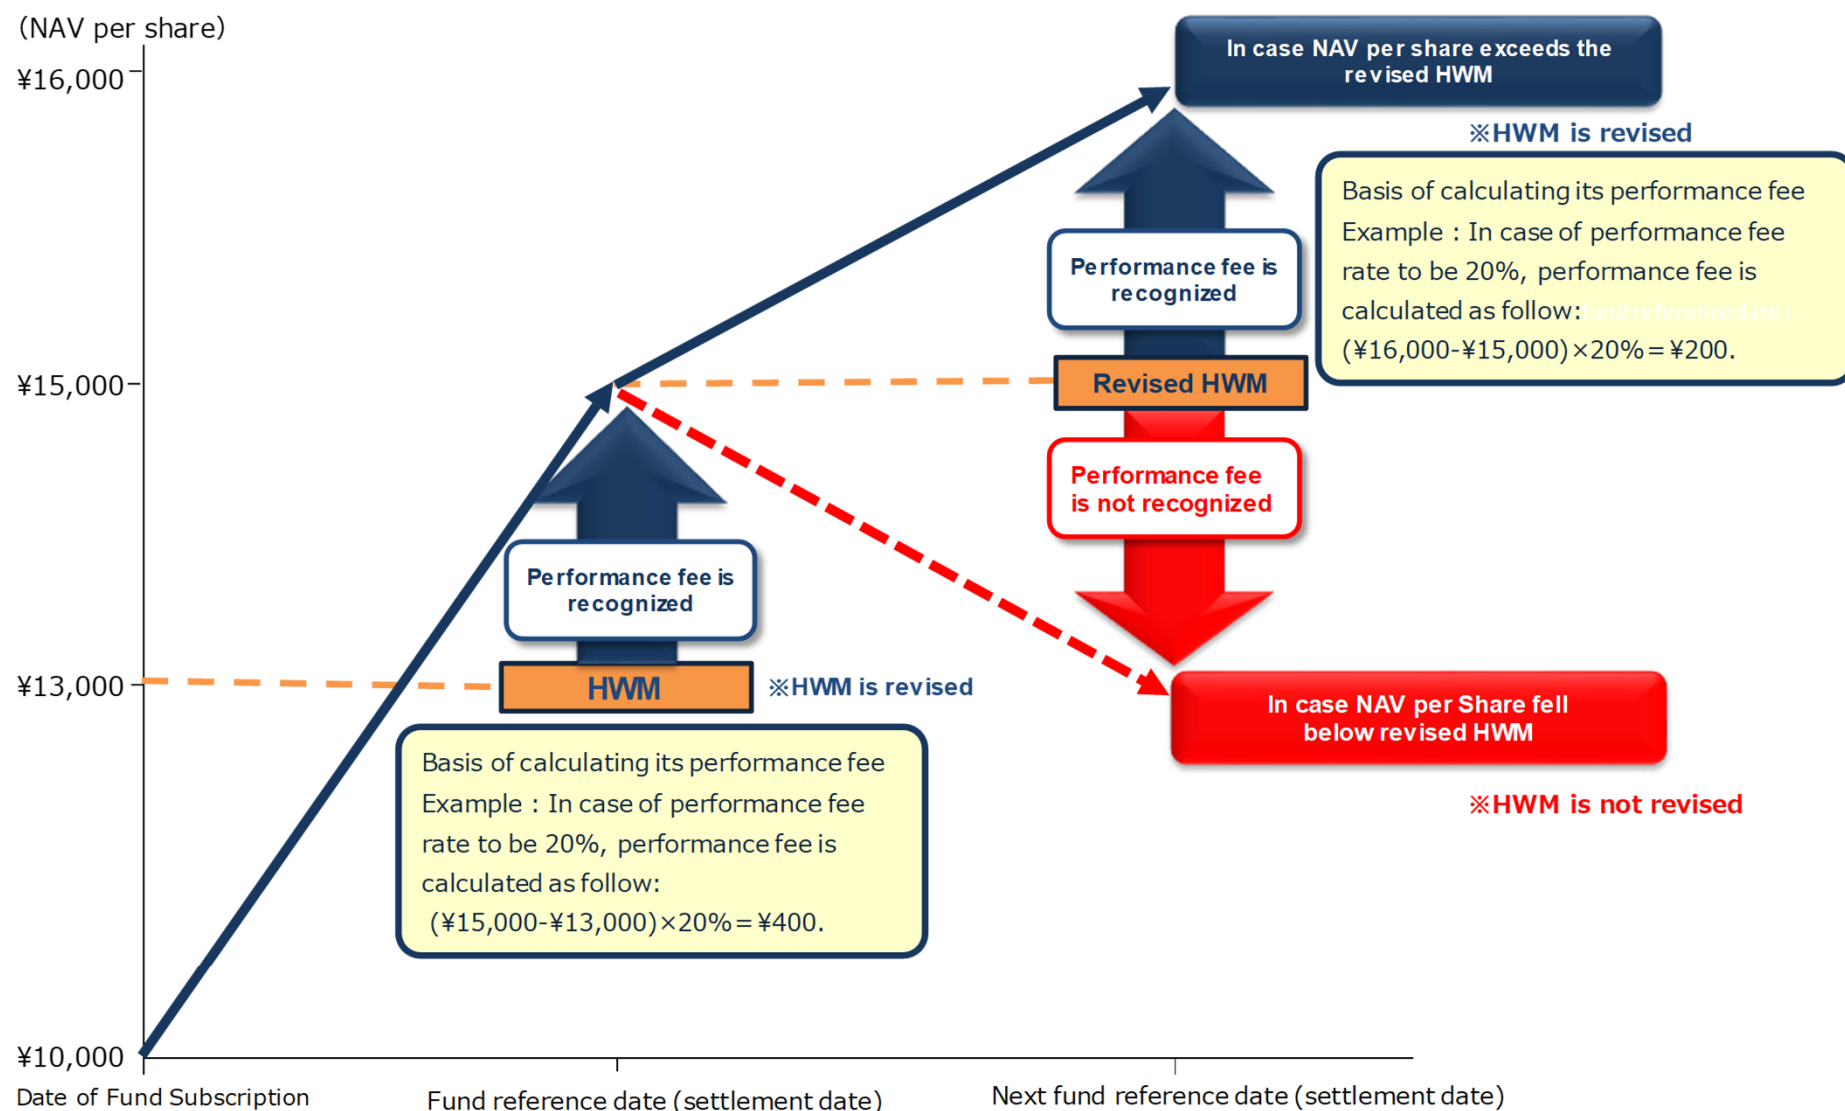 (NAV per share)
¥16,000
¥15,000
¥13,000
¥10,000
In case NAV per share exceeds the
revised HWM
※HWM is revised
Basis of calculating its performance fee
Example : In case of performance fee
rate to be 20%, performance fee is
calculated as follow:fund reference date)
(¥16,000-¥15,000)×20%=¥200.
Performance fee is
recognized
Revised HWM
Performance fee
is not recognized
Performance fee is
recognized
HWM
※HWM is revised
In case NAV per Share fell
below revised HWM
※HWM is not revised
Basis of calculating its performance fee
Example : In case of performance fee
rate to be 20%, performance fee is
calculated as follow:
(¥15,000-¥13,000)×20%=¥400.
Date of Fund Subscription
Fund reference date (settlement date)
Next fund reference date (settlement date)